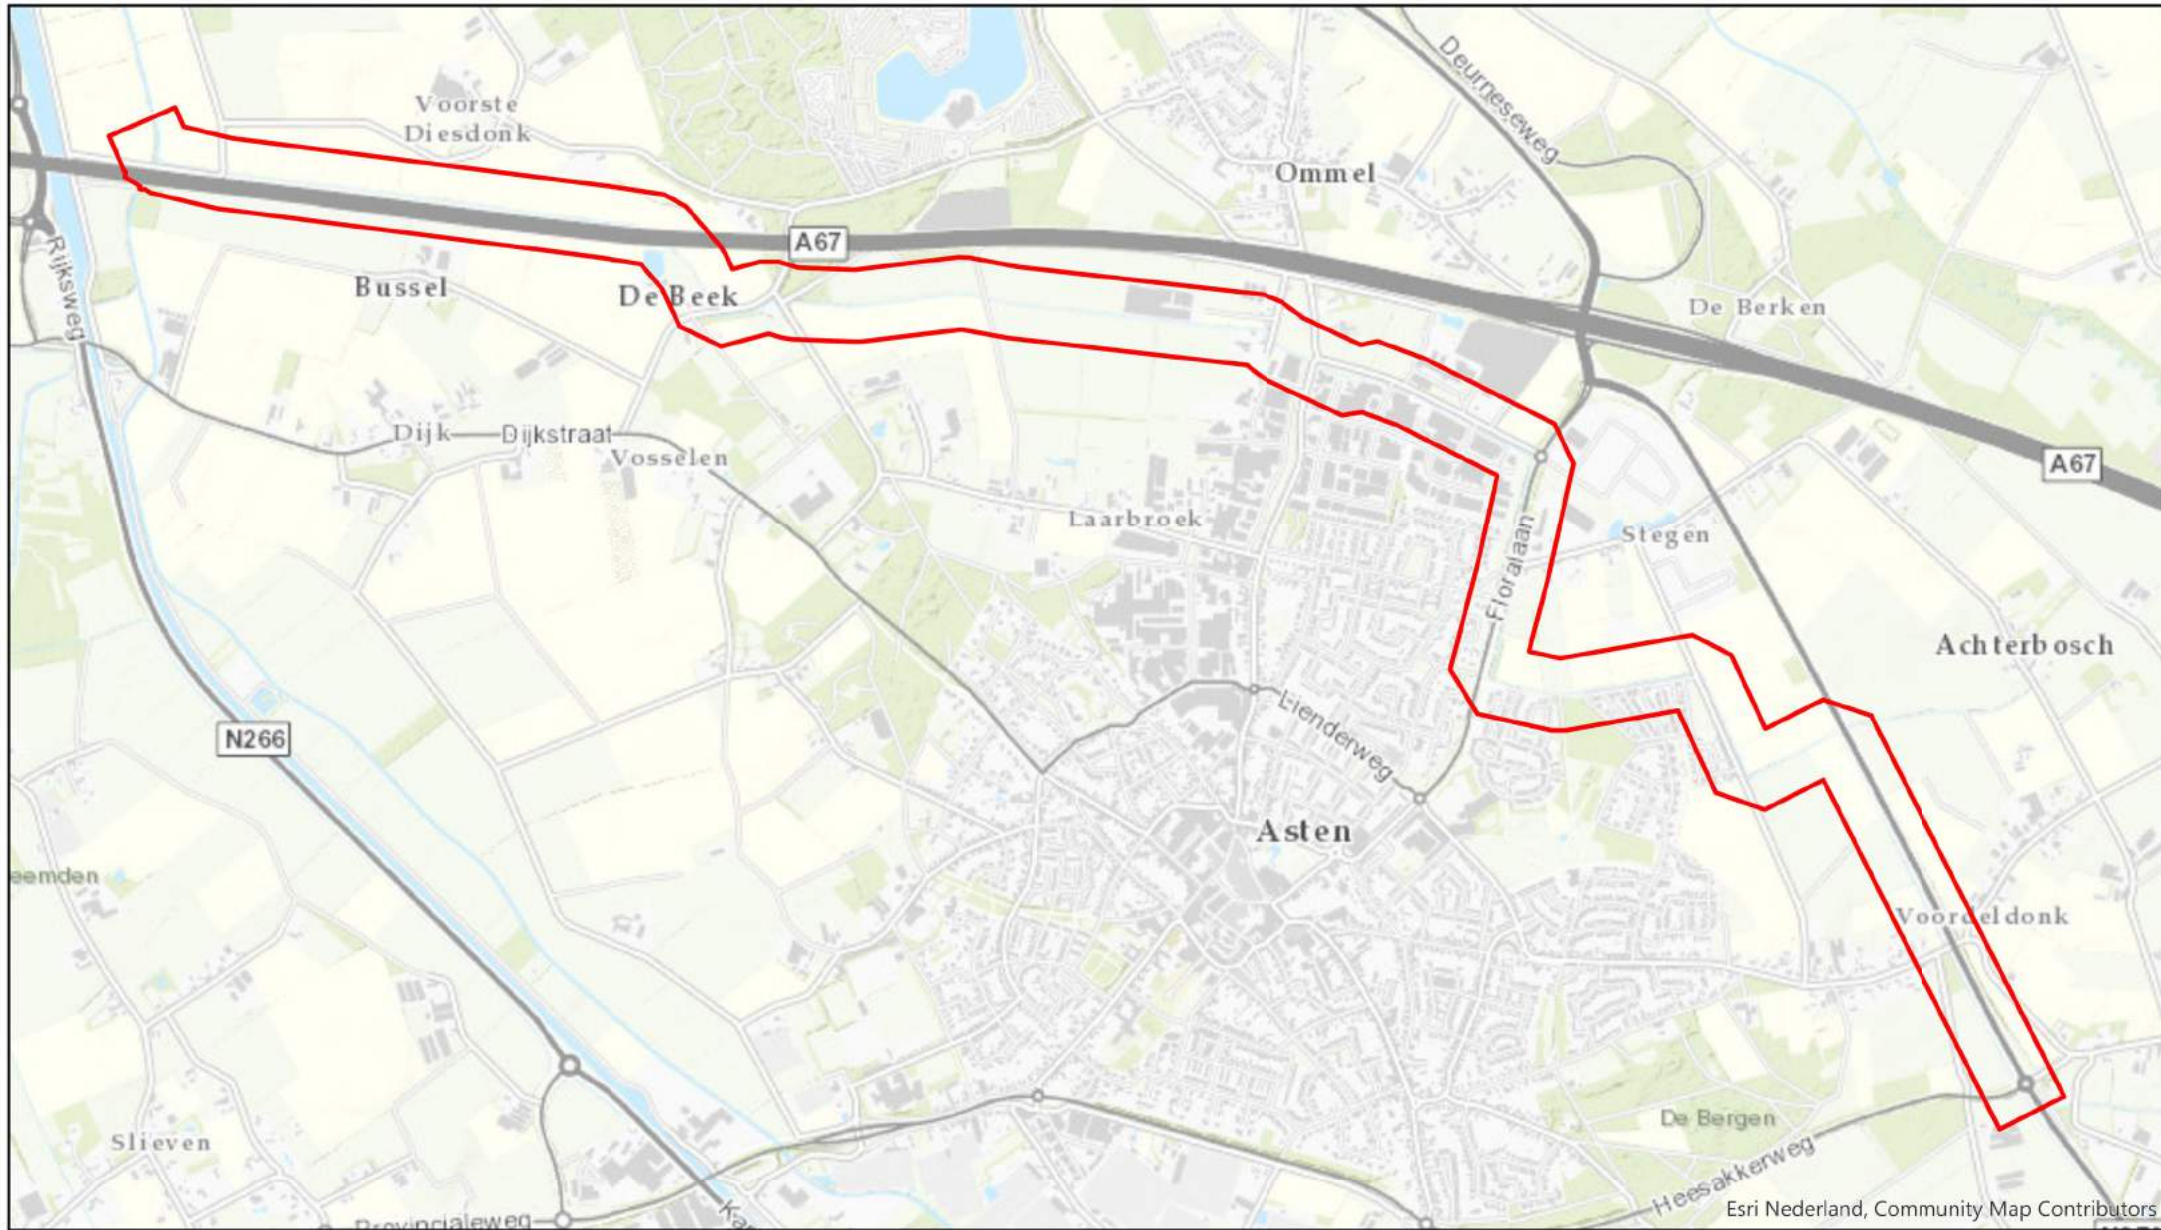 Deurneseweg
Voorste
Diesdonk
Ommel
A67
Rijksweg
Bussel
De Beek
De Berken
Dijk
Dijkstraat
Vosselen
A67
Laarbroek
Stegen
Floralaan
Achterbosch
Lienderweg
N266
Asten
eemden
Voordeldonk
De Bergen
Slieven
Heesakkerweg
Provincialeweg
Kan
Esri Nederland, Community Map Contributors